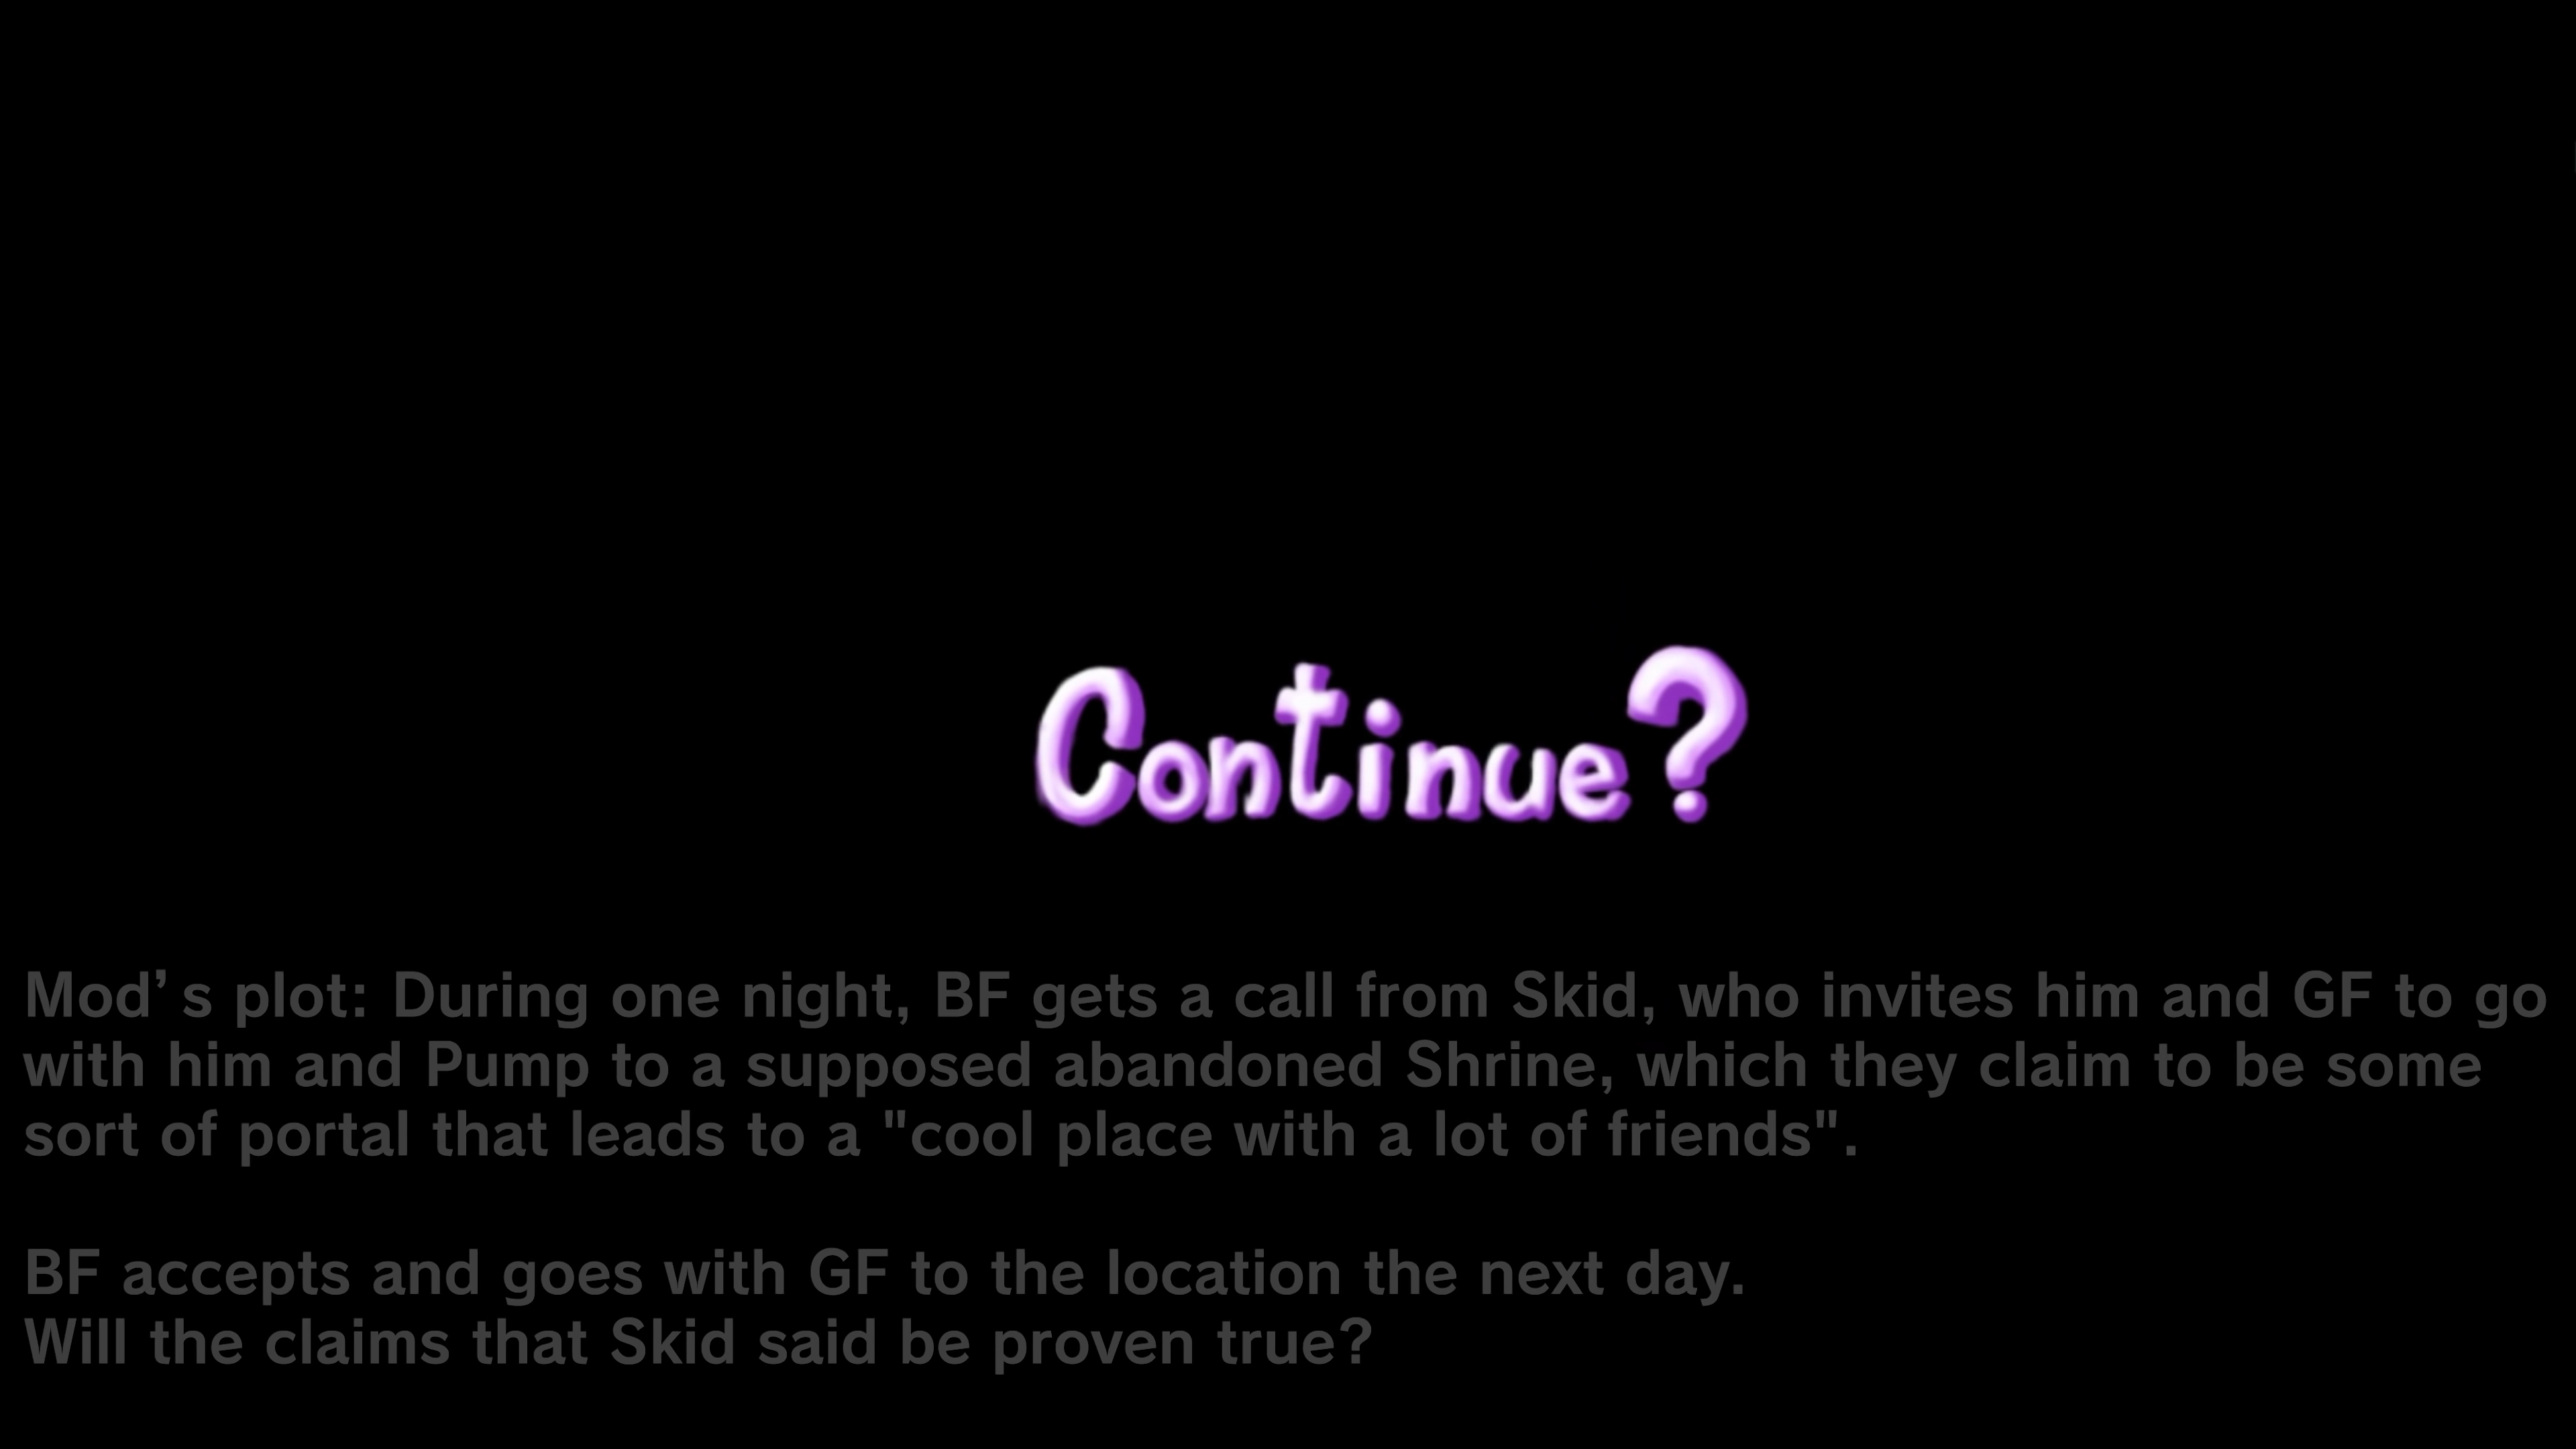 Continue?
Mod’s plot: During one night, BF gets a call from Skid, who invites him and GF to go
with him and Pump to a supposed abandoned Shrine, which they claim to be some
sort of portal that leads to a "cool place with a lot of friends".
BF accepts and goes with GF to the location the next day.
Will the claims that Skid said be proven true?